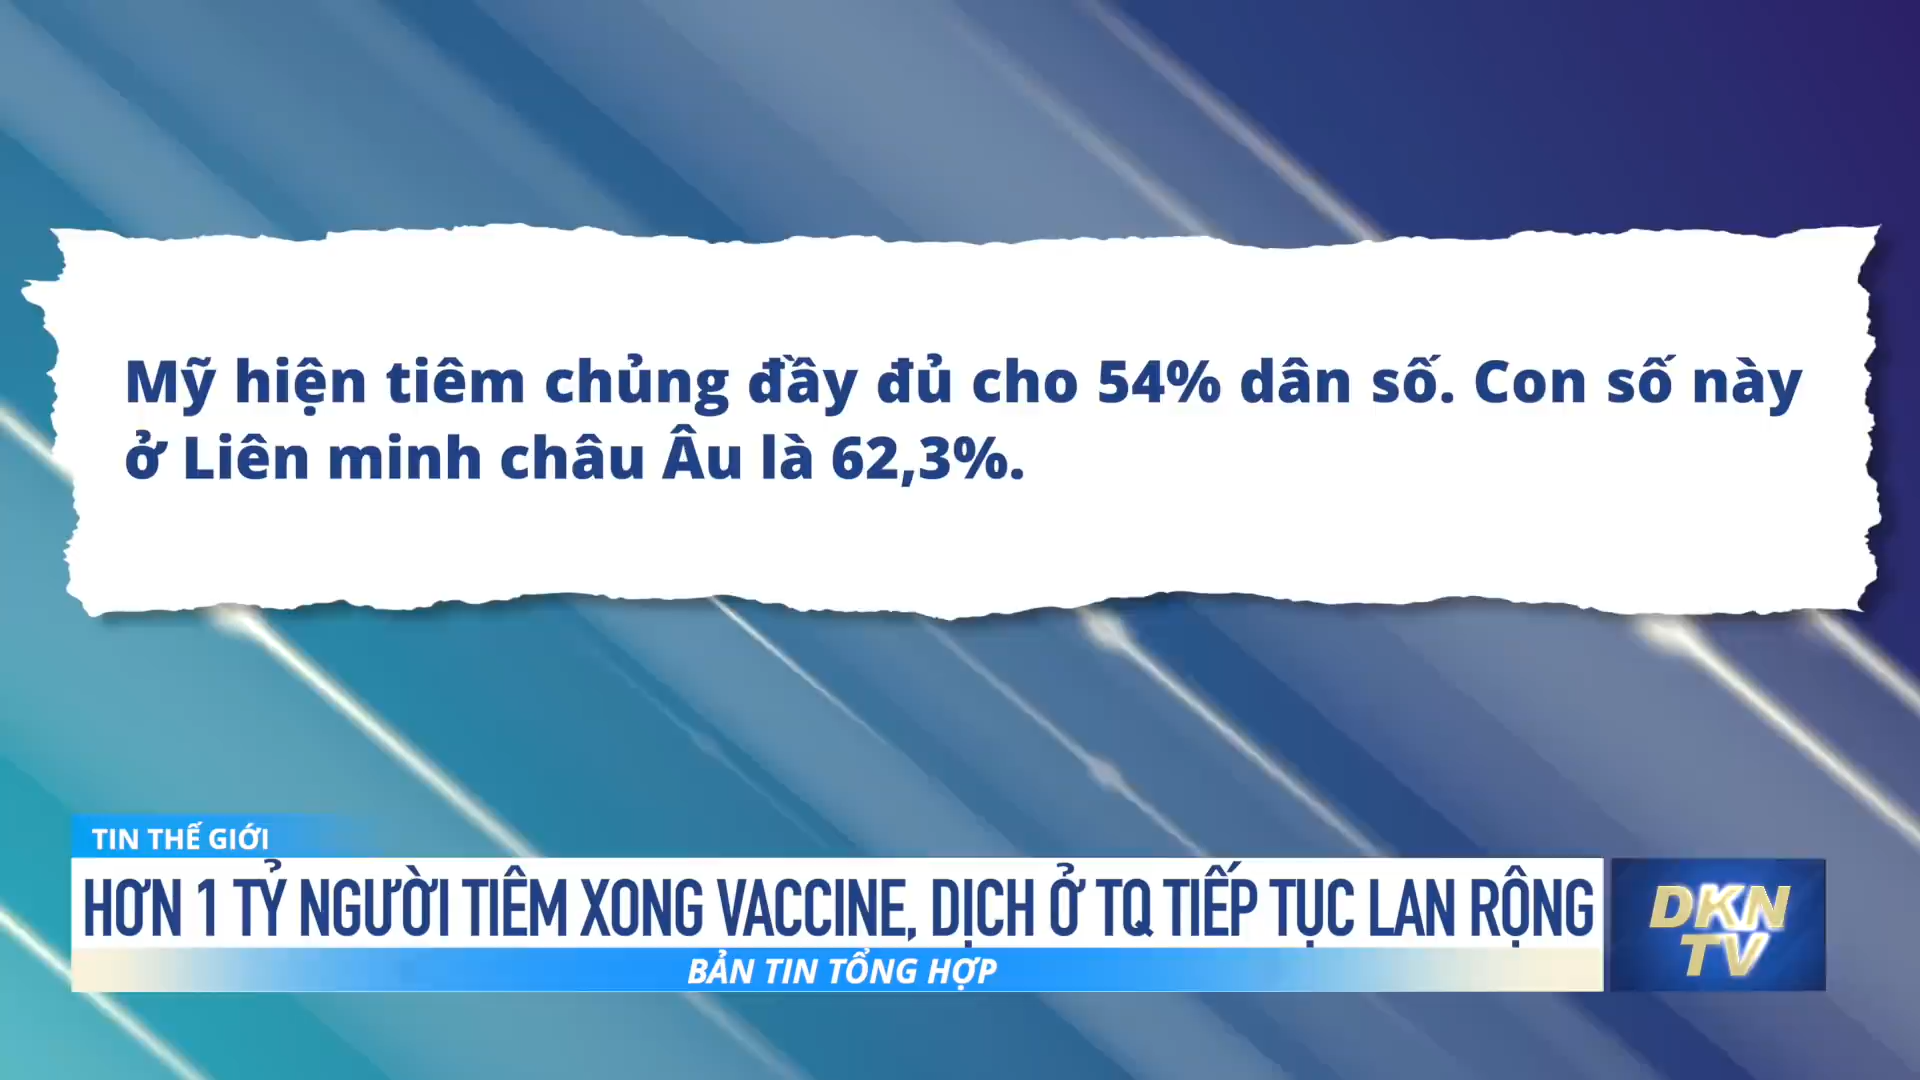 Mỹ hiện tiêm chủng đầy đủ cho 54% dân số. Con số này
ở Liên minh châu Âu là 62,3%.
TIN THẾ GIỚI
HƠN 1 TỶ NGƯỜI TIÊM XONG VACCINE, DỊCH Ở TQ TIẾP TỤC LAN RỘNG
BẢN TIN TỔNG HỢP
DKN
TV